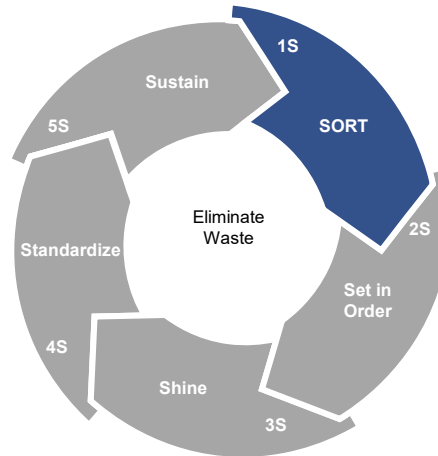 1S
SORT
2S
Set in
Order
3S
Shine
4S
Standardize
5S
Sustain
Eliminate
Waste